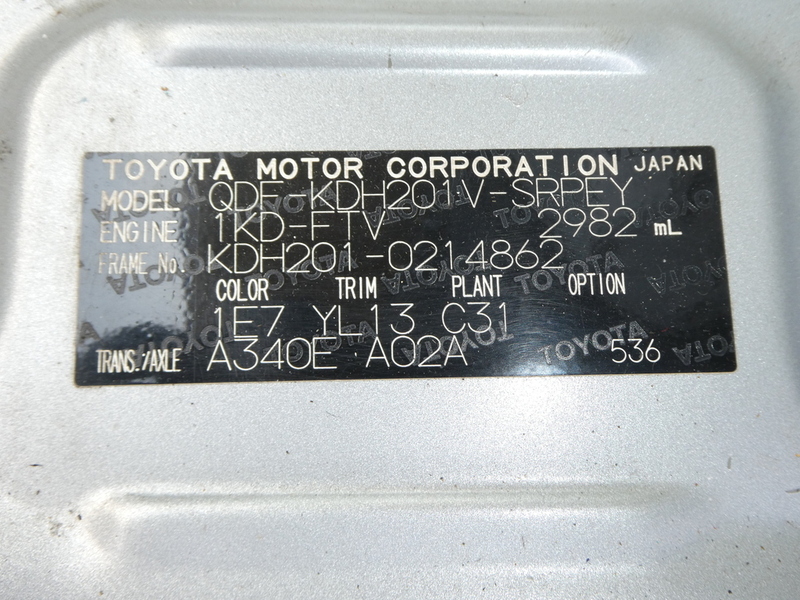 TOYOTA MOTOR CORPORATION JAPAN
MODEL QDF-KDH201V-SRPEY
ENGINE 1KD-FTV 2982 mL
FRAME No. KDH201-0214862
COLOR TRIM PLANT OPTION
1E7 YL13 C31
TRANS./AXLE A340E A02A 536